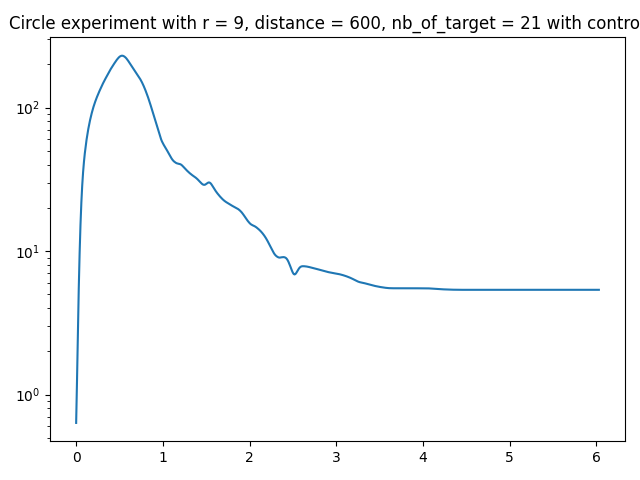 Circle experiment with r = 9, distance = 600, nb_of_target = 21 with contro
10²
10¹
10⁰
0 1 2 3 4 5 6